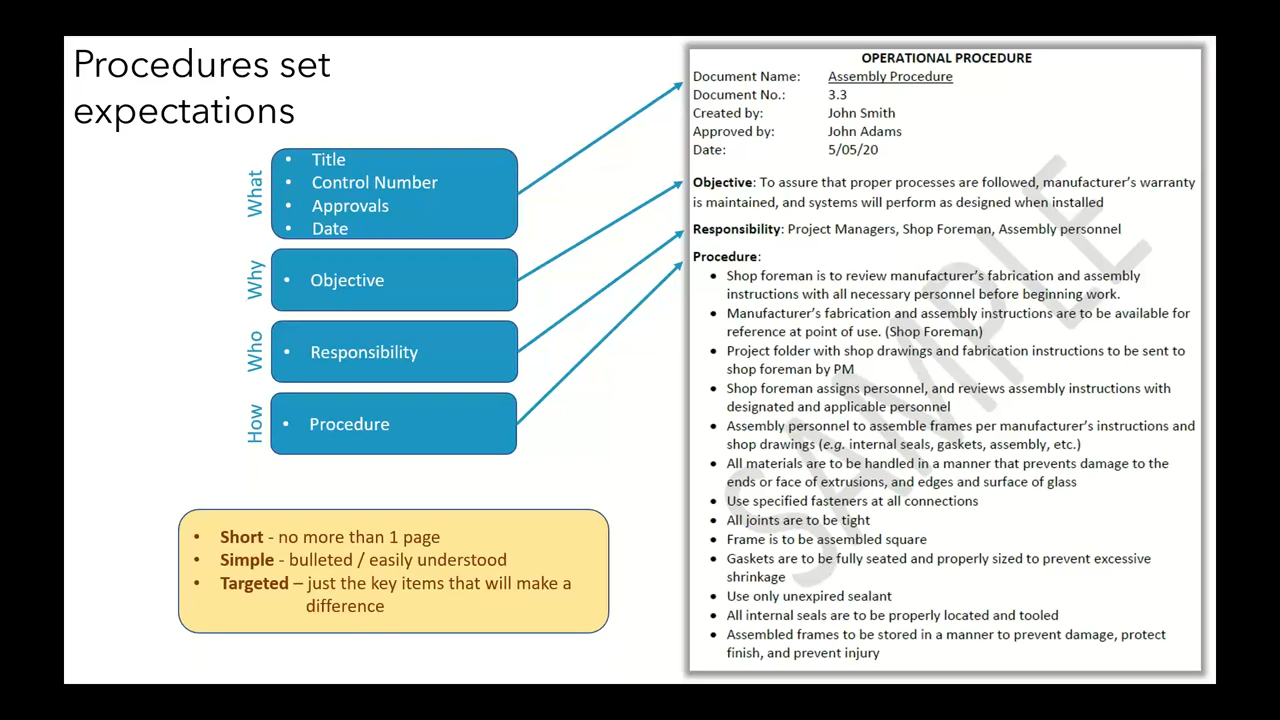 Procedures set
expectations
What
• Title
• Control Number
• Approvals
• Date
Why
• Objective
Who
• Responsibility
How
• Procedure
• Short - no more than 1 page
• Simple - bulleted / easily understood
• Targeted – just the key items that will make a
difference
OPERATIONAL PROCEDURE
Document Name: Assembly Procedure
Document No.: 3.3
Created by: John Smith
Approved by: John Adams
Date: 5/05/20
Objective: To assure that proper processes are followed, manufacturer's warranty
is maintained, and systems will perform as designed when installed
Responsibility: Project Managers, Shop Foreman, Assembly personnel
Procedure:
• Shop foreman is to review manufacturer's fabrication and assembly
instructions with all necessary personnel before beginning work.
• Manufacturer's fabrication and assembly instructions are to be available for
reference at point of use. (Shop Foreman)
• Project folder with shop drawings and fabrication instructions to be sent to
shop foreman by PM
• Shop foreman assigns personnel, and reviews assembly instructions with
designated and applicable personnel
• Assembly personnel to assemble frames per manufacturer's instructions and
shop drawings (e.g. internal seals, gaskets, assembly, etc.)
• All materials are to be handled in a manner that prevents damage to the
ends or face of extrusions, and edges and surface of glass
• Use specified fasteners at all connections
• All joints are to be tight
• Frame is to be assembled square
• Gaskets are to be fully seated and properly sized to prevent excessive
shrinkage
• Use only unexpired sealant
• All internal seals are to be properly located and tooled
• Assembled frames to be stored in a manner to prevent damage, protect
finish, and prevent injury
SAMPLE